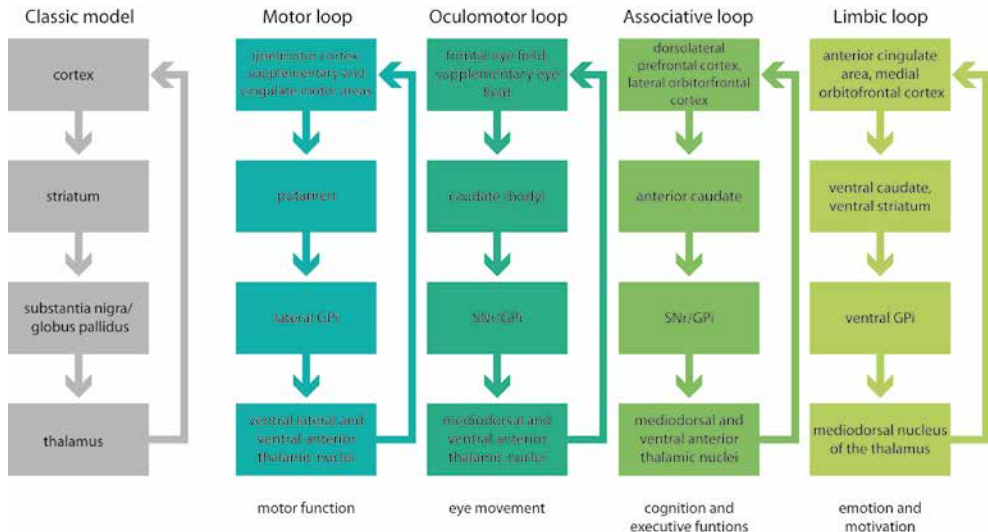 Classic model
cortex
striatum
substantia nigra/
globus pallidus
thalamus
Motor loop
(premotor cortex,
supplementary and
cingulate motor areas
putamen
lateral GPi
ventral lateral and
ventral anterior
thalamic nuclei
motor function
Oculomotor loop
frontal eye field,
supplementary eye
field
caudate (body)
SNr/GPi
mediodorsal and
ventral anterior
thalamic nuclei
eye movement
Associative loop
dorsolateral
prefrontal cortex,
lateral orbitorfrontal
cortex
anterior caudate
SNr/GPi
mediodorsal and
ventral anterior
thalamic nuclei
cognition and
executive funtions
Limbic loop
anterior cingulate
area, medial
orbitofrontal cortex
ventral caudate,
ventral striatum
ventral GPi
mediodorsal nucleus
of the thalamus
emotion and
motivation